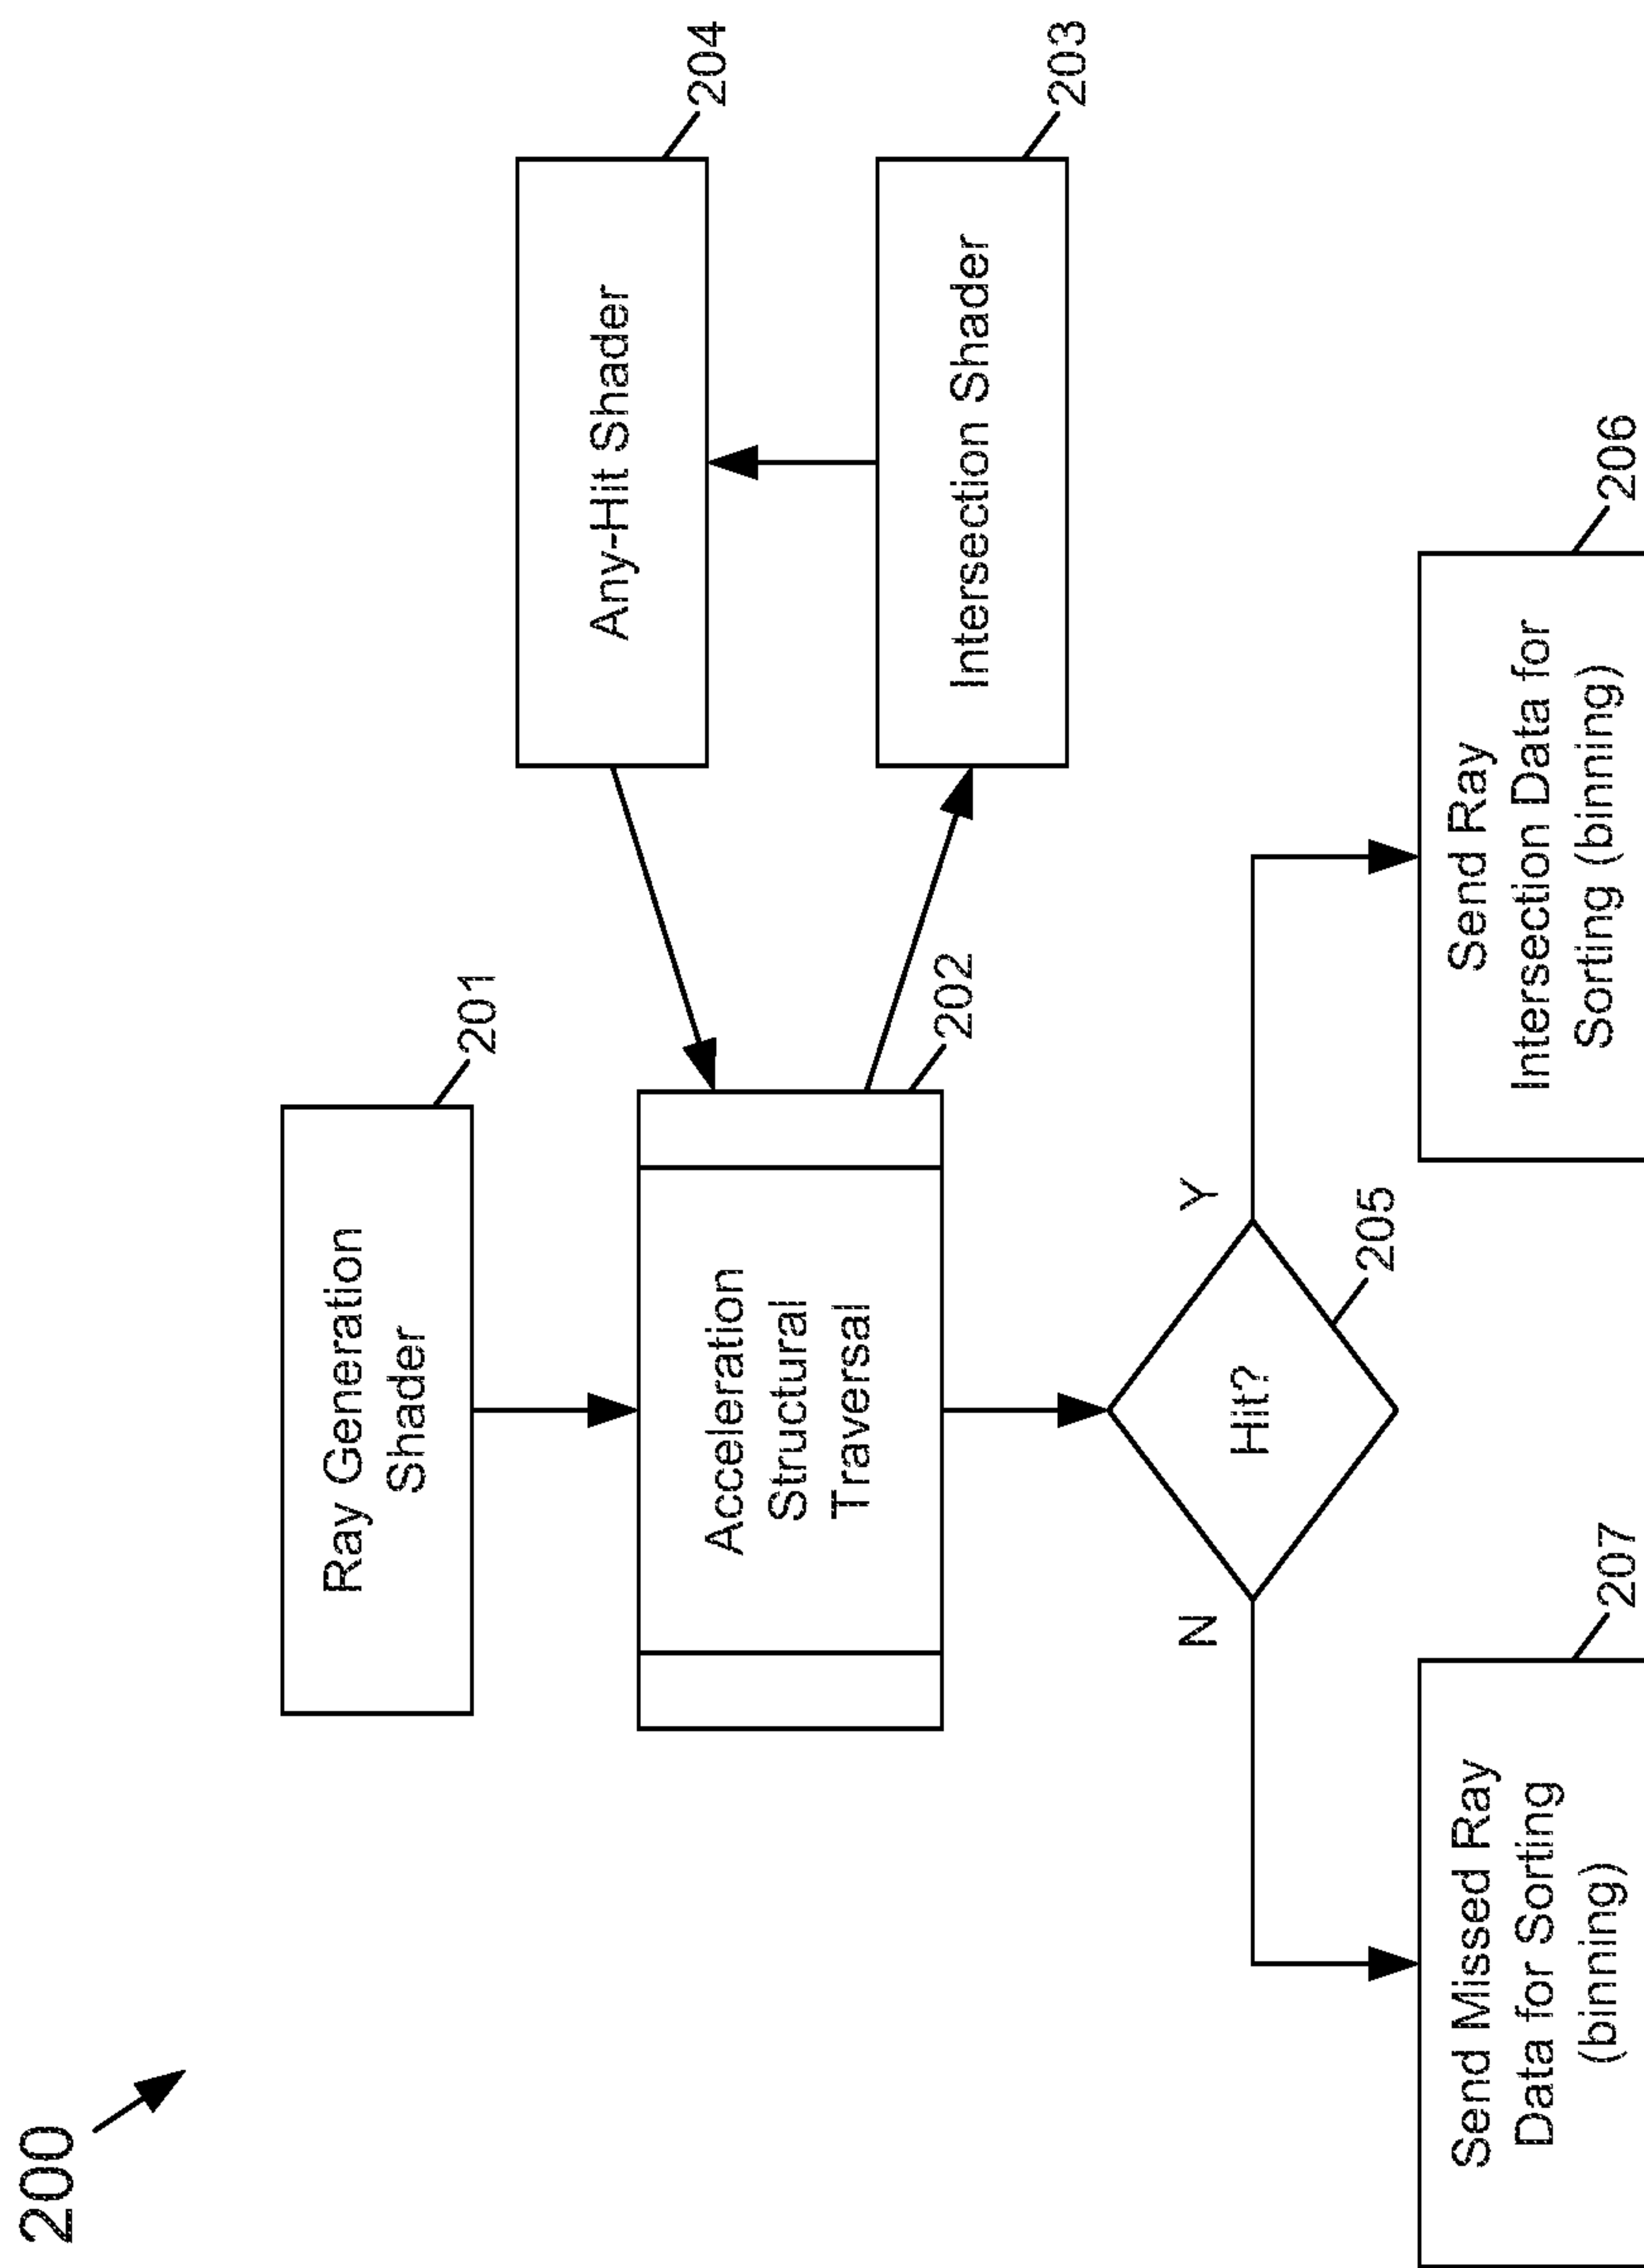 200
Ray Generation
Shader
201
Acceleration
Structural
Traversal
202
Any-Hit Shader
204
Intersection Shader
203
Hit?
205
N
Y
Send Missed Ray
Data for Sorting
(binning)
207
Send Ray
Intersection Data for
Sorting (binning)
206